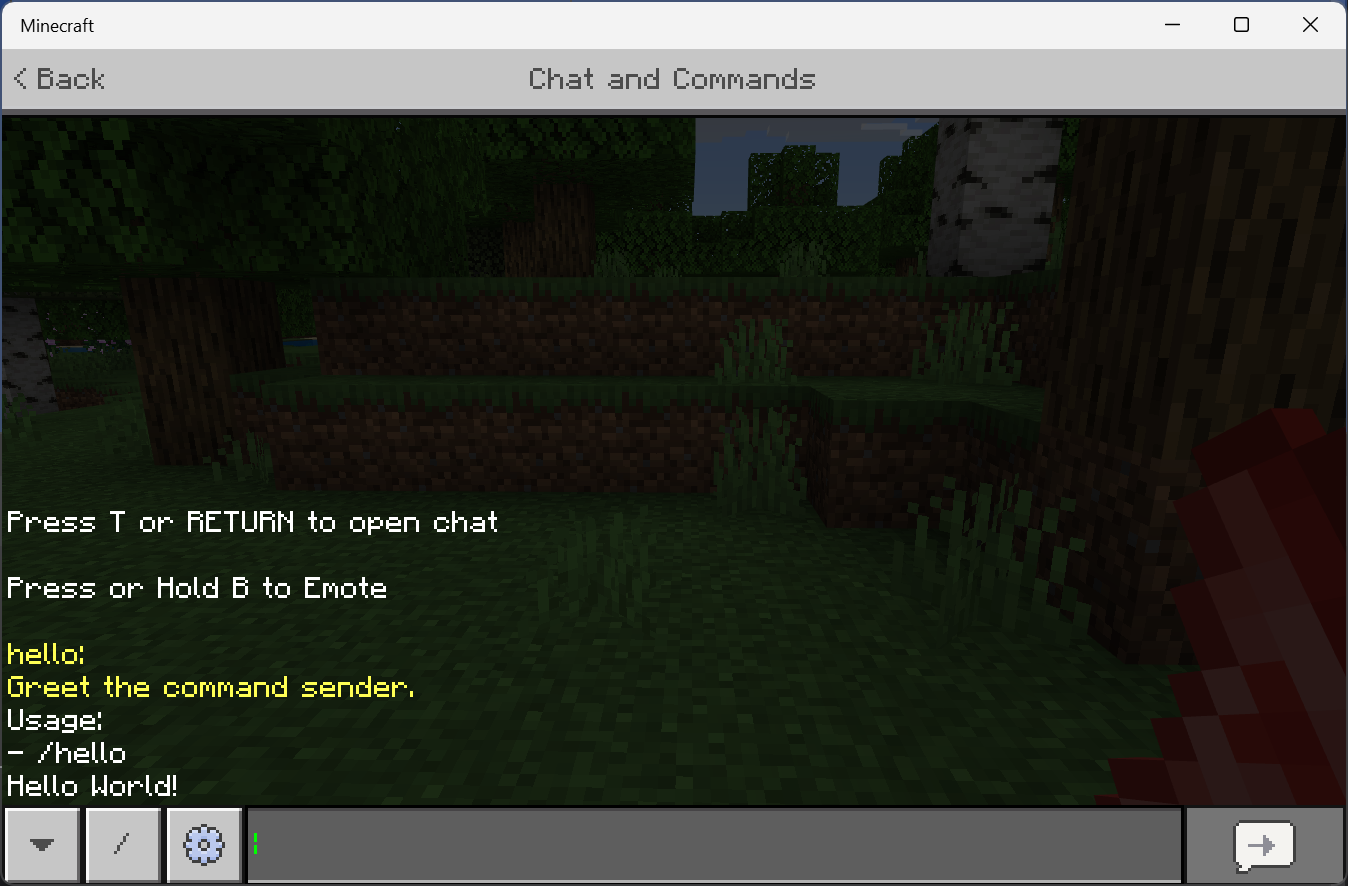 Minecraft
< Back
Chat and Commands
Press T or RETURN to open chat
Press or Hold B to Emote
hello:
Greet the command sender.
Usage:
- /hello
Hello World!
/